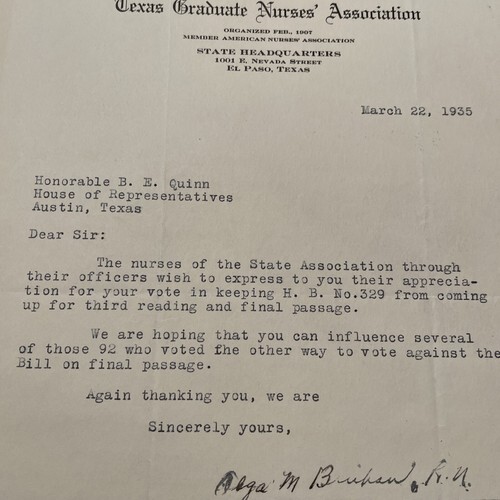 Texas Graduate Nurses' Association
ORGANIZED FEB., 1907
MEMBER AMERICAN NURSES' ASSOCIATION
STATE HEADQUARTERS
1001 E. NEVADA STREET
EL PASO, TEXAS
March 22, 1935
Honorable B. E. Quinn
House of Representatives
Austin, Texas
Dear Sir:
The nurses of the State Association through
their officers wish to express to you their apprecia-
tion for your vote in keeping H. B. No.329 from coming
up for third reading and final passage.
We are hoping that you can influence several
of those 92 who voted the other way to vote against the
Bill on final passage.
Again thanking you, we are
Sincerely yours,
M R.N.